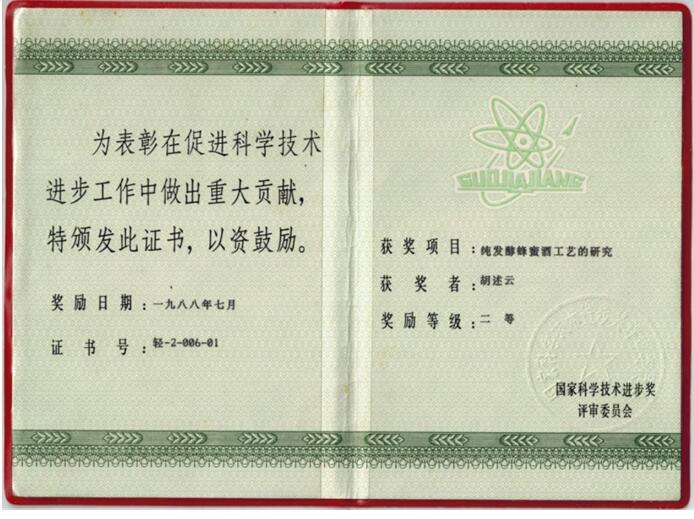 为表彰在促进科学技术
进步工作中做出重大贡献，
特颁发此证书，以资鼓励。
奖励日期：一九八八年七月
证书号：轻-2-006-01
GUOJIAJIANG
获奖项目：纯发酵蜂蜜酒工艺的研究
获奖者：胡述云
奖励等级：二等
国家科学技术进步奖
评审委员会